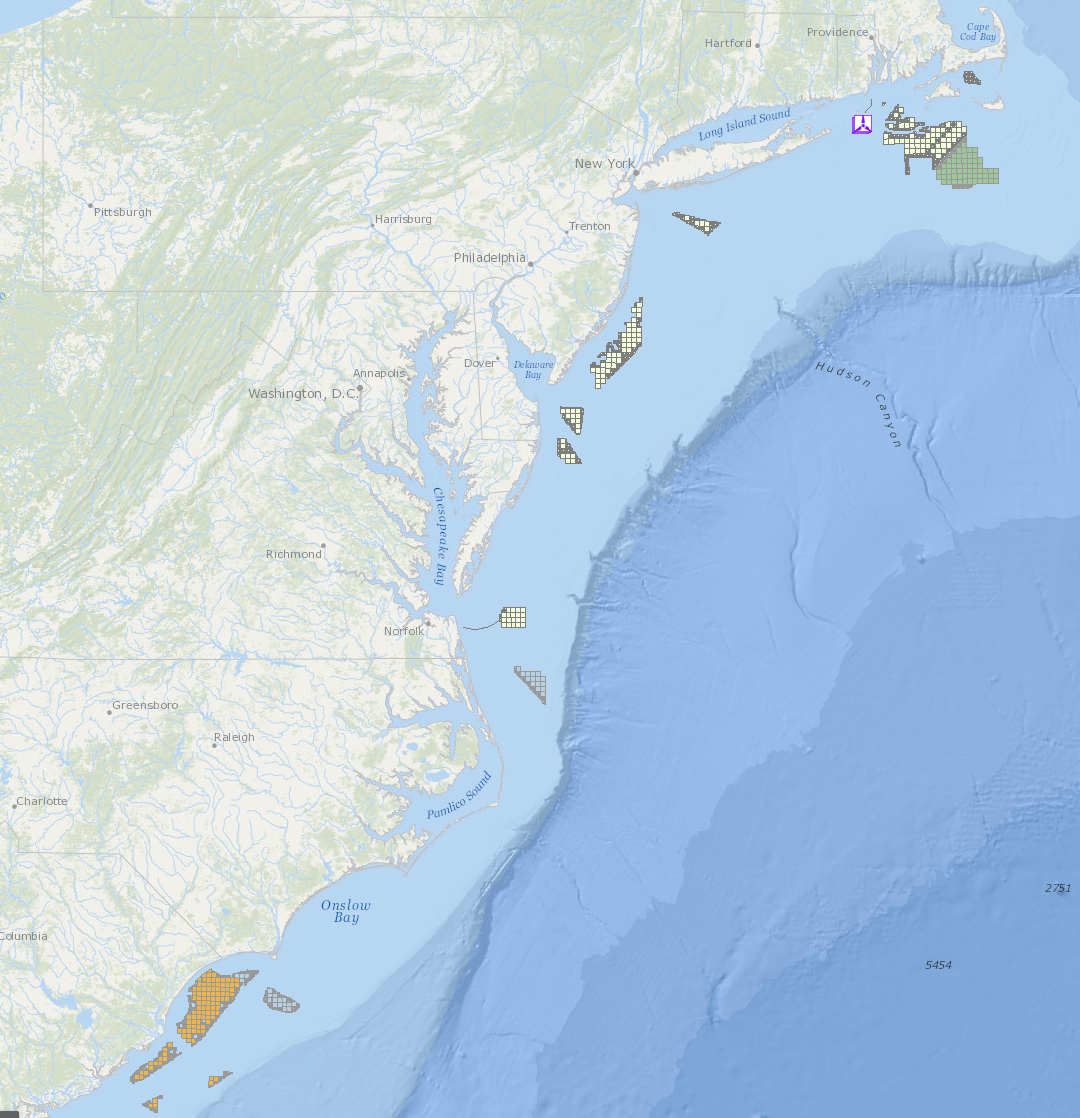 Cape
Cod Bay
Providence
Hartford
Long Island Sound
New York
Pittsburgh
Harrisburg
Trenton
Philadelphia
Dover
Delaware
Bay
Annapolis
Washington, D.C.
Hudson Canyon
Chesapeake Bay
Richmond
Norfolk
Greensboro
Raleigh
Charlotte
Pamlico Sound
2751
Onslow
Bay
Columbia
5454